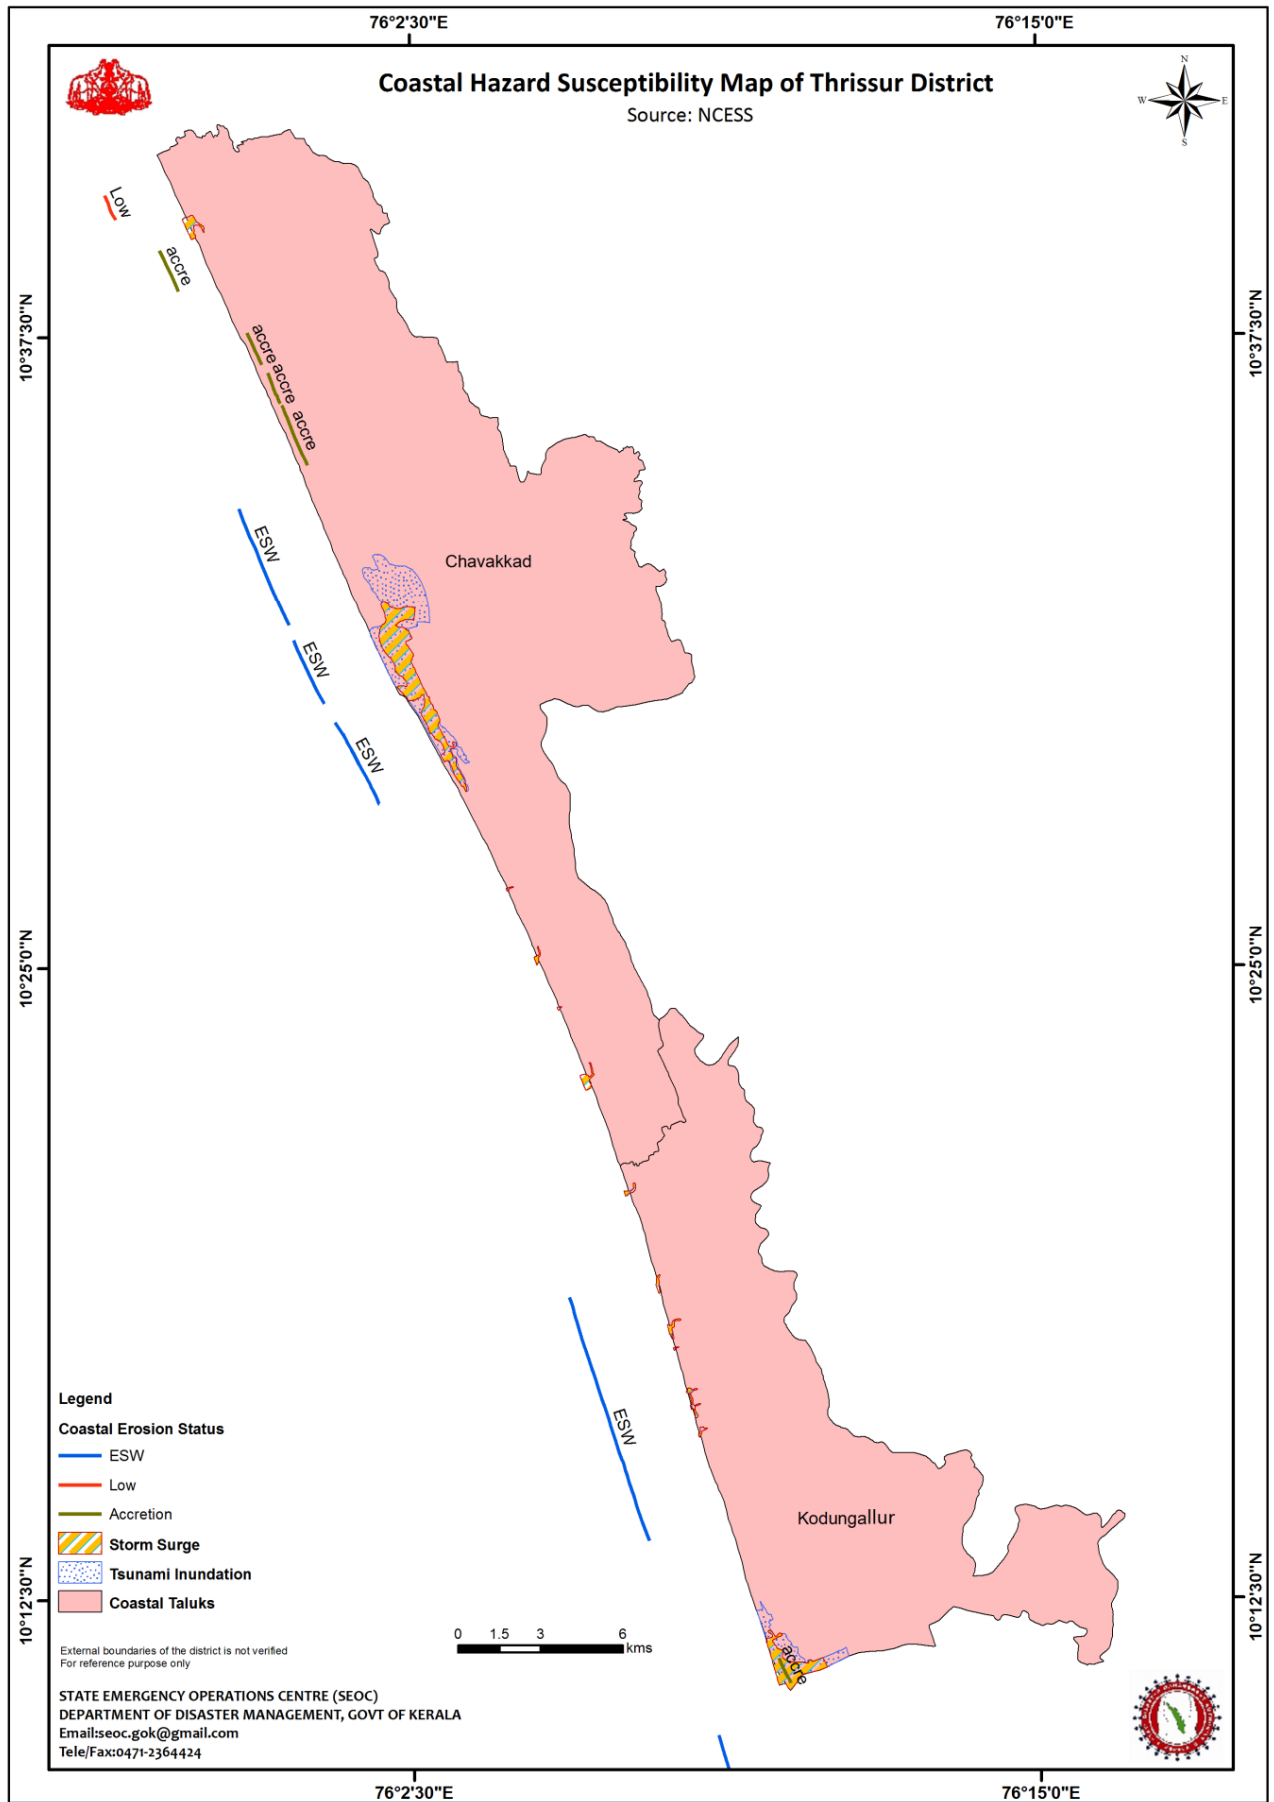 76°2'30"E
76°15'0"E
Coastal Hazard Susceptibility Map of Thrissur District
Source: NCESS
N
W
E
S
Low
accre
10°37'30"N
10°37'30"N
accre
accre
accre
ESW
Chavakkad
ESW
ESW
10°25'0"N
10°25'0"N
ESW
Legend
Coastal Erosion Status
ESW
Low
Accretion
Storm Surge
Tsunami Inundation
Coastal Taluks
Kodungallur
10°12'30"N
10°12'30"N
accre
0 1.5 3 6
kms
External boundaries of the district is not verified
For reference purpose only
STATE EMERGENCY OPERATIONS CENTRE (SEOC)
DEPARTMENT OF DISASTER MANAGEMENT, GOVT OF KERALA
Email:seoc.gok@gmail.com
Tele/Fax:0471-2364424
76°2'30"E
76°15'0"E